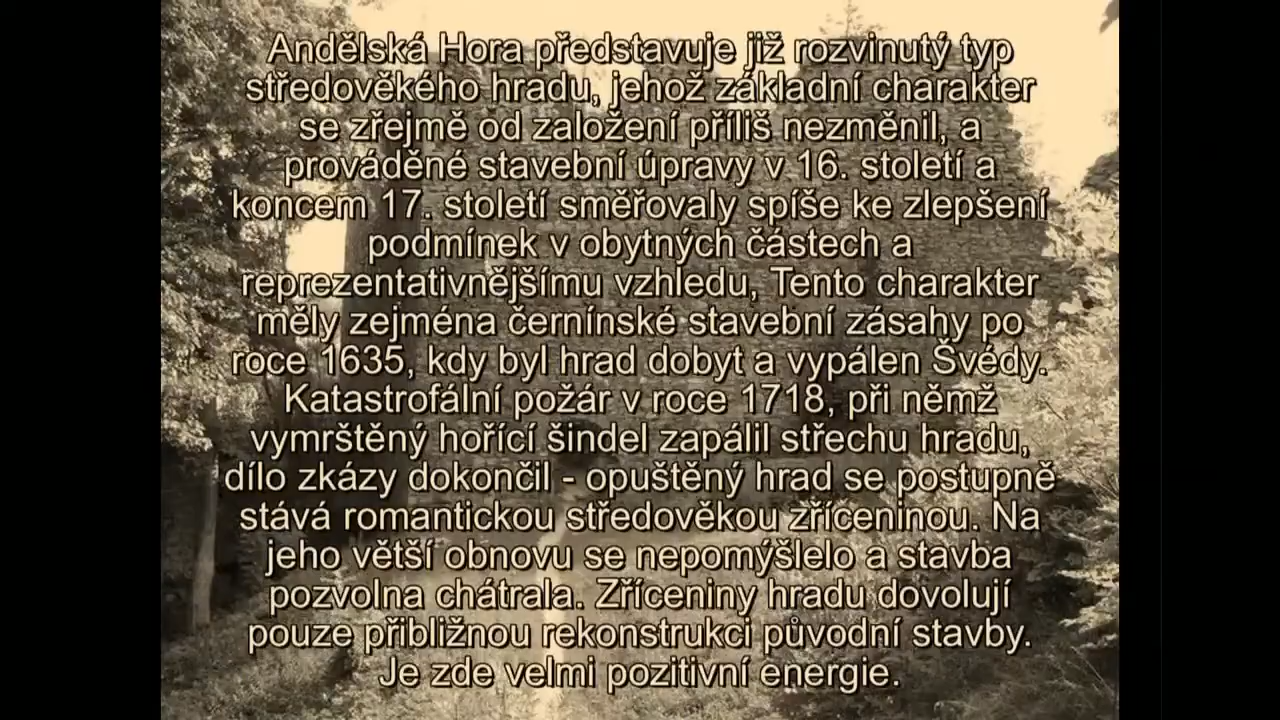 Andělská Hora představuje již rozvinutý typ
středověkého hradu, jehož základní charakter
se zřejmě od založení příliš nezměnil, a
prováděné stavební úpravy v 16. století a
koncem 17. století směřovaly spíše ke zlepšení
podmínek v obytných částech a
reprezentativnějšímu vzhledu, Tento charakter
měly zejména černínské stavební zásahy po
roce 1635, kdy byl hrad dobyt a vypálen Švédy.
Katastrofální požár v roce 1718, při němž
vymrštěný hořící šindel zapálil střechu hradu,
dílo zkázy dokončil - opuštěný hrad se postupně
stává romantickou středověkou zříceninou. Na
jeho větší obnovu se nepomýšlelo a stavba
pozvolna chátrala. Zříceniny hradu dovolují
pouze přibližnou rekonstrukci původní stavby.
Je zde velmi pozitivní energie.